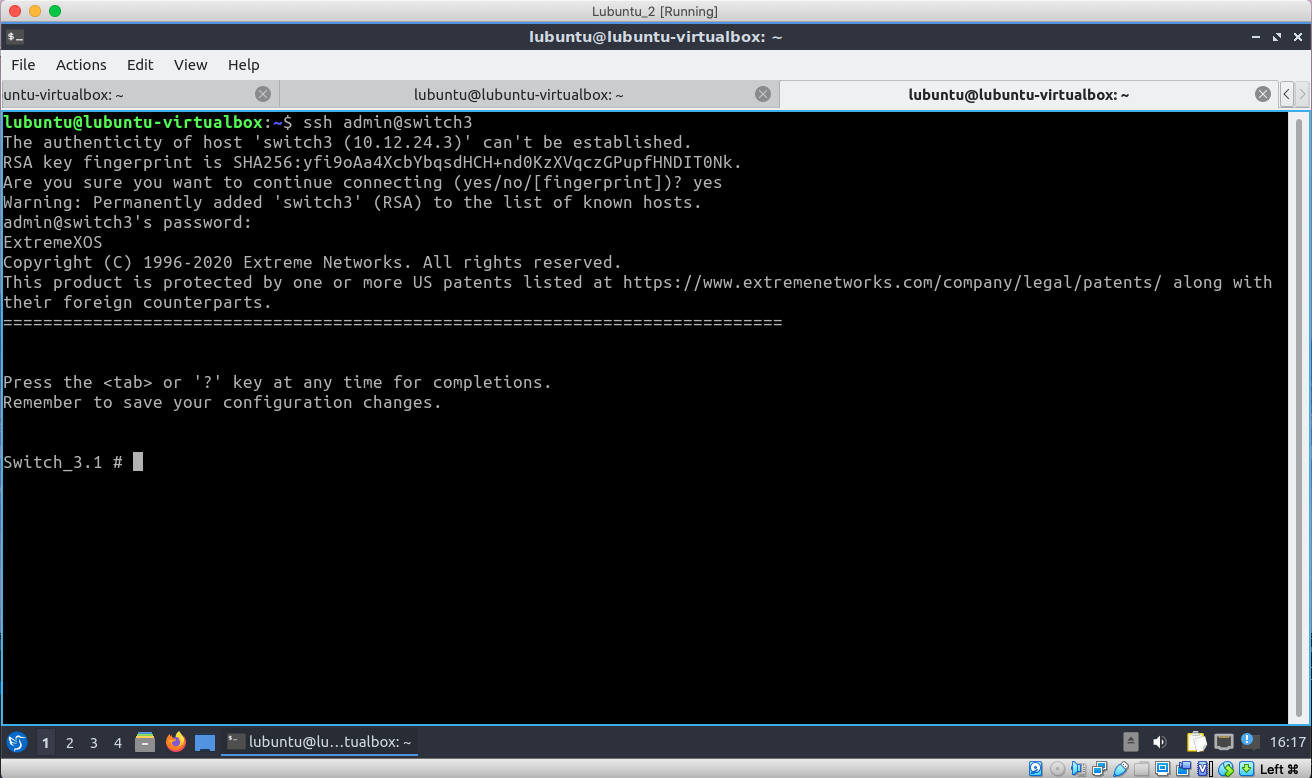 Lubuntu_2 [Running]
lubuntu@lubuntu-virtualbox: ~
File Actions Edit View Help
untu-virtualbox: ~ lubuntu@lubuntu-virtualbox: ~ lubuntu@lubuntu-virtualbox: ~
lubuntu@lubuntu-virtualbox:~$ ssh admin@switch3
The authenticity of host 'switch3 (10.12.24.3)' can't be established.
RSA key fingerprint is SHA256:yfi9oAa4XcbYbqsdHCH+nd0KzXVqczGPupfHNDIT0Nk.
Are you sure you want to continue connecting (yes/no/[fingerprint])? yes
Warning: Permanently added 'switch3' (RSA) to the list of known hosts.
admin@switch3's password:
ExtremeXOS
Copyright (C) 1996-2020 Extreme Networks. All rights reserved.
This product is protected by one or more US patents listed at https://www.extremenetworks.com/company/legal/patents/ along with
their foreign counterparts.
==============================================================================
Press the <tab> or '?' key at any time for completions.
Remember to save your configuration changes.
Switch_3.1 #
1 2 3 4 lubuntu@lu…tualbox: ~ 16:17
Left ⌘